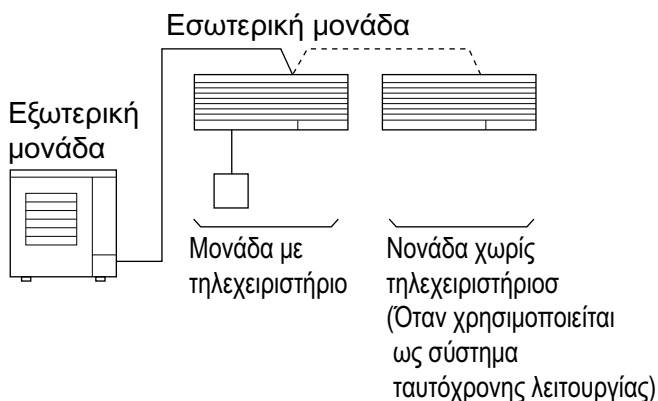 Εσωτερική μονάδα
Εξωτερική
μονάδα
Μονάδα με
τηλεχειριστήριο
Νονάδα χωρίς
τηλεχειριστήριοσ
(Όταν χρησιμοποιείται
ως σύστημα
ταυτόχρονης λειτουργίας)